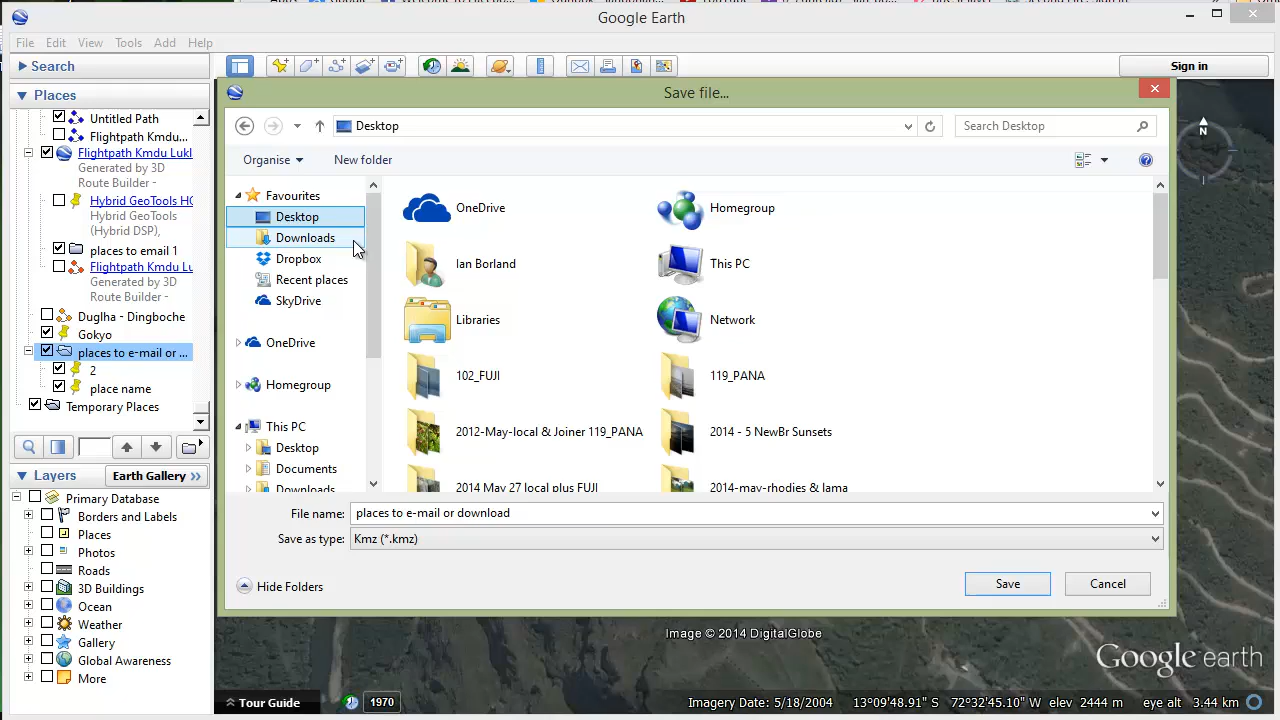 Google Earth
File Edit View Tools Add Help
Search
Sign in
Places
Untitled Path
Flightpath Kmdu...
Flightpath Kmdu Lukl
Generated by 3D
Route Builder -
Hybrid GeoTools HO
Hybrid GeoTools
(Hybrid DSP),
places to email 1
Flightpath Kmdu Lu
Generated by 3D
Route Builder -
Duglha - Dingboche
Gokyo
places to e-mail or ...
2
place name
Temporary Places
Layers
Earth Gallery >>
Primary Database
Borders and Labels
Places
Photos
Roads
3D Buildings
Ocean
Weather
Gallery
Global Awareness
More
Save file...
Desktop
Search Desktop
Organise
New folder
Favourites
Desktop
Downloads
Dropbox
Recent places
SkyDrive
OneDrive
Homegroup
This PC
Desktop
Documents
Downloads
OneDrive
Homegroup
Ian Borland
This PC
Libraries
Network
102_FUJI
119_PANA
2012-May-local & Joiner 119_PANA
2014 - 5 NewBr Sunsets
2014 May 27 local plus FUJI
2014-may-rhodies & lama
File name: places to e-mail or download
Save as type: Kmz (*.kmz)
Hide Folders
Save
Cancel
N
Image © 2014 DigitalGlobe
Google earth
Tour Guide
1970
Imagery Date: 5/18/2004 13°09'48.91" S 72°32'45.10" W elev 2444 m eye alt 3.44 km